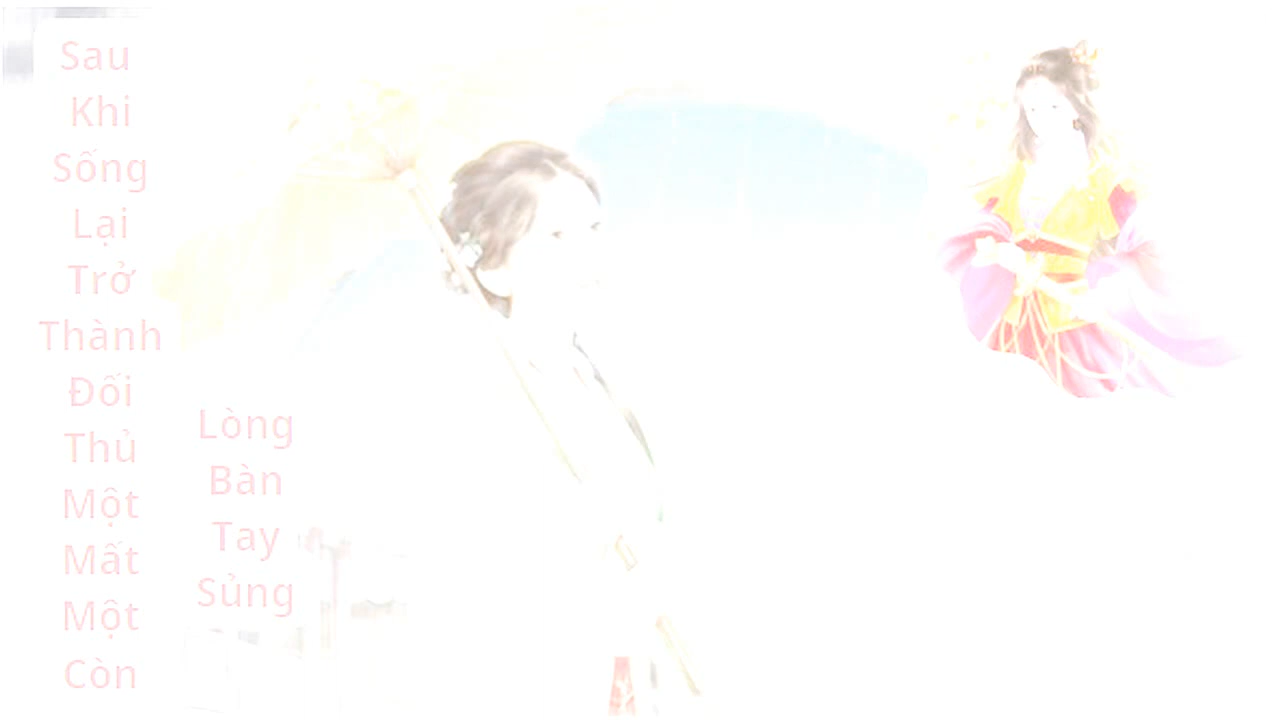 Sau
Khi
Sống
Lại
Trở
Thành
Đối
Thủ
Một
Mất
Một
Còn
Lòng
Bàn
Tay
Sủng